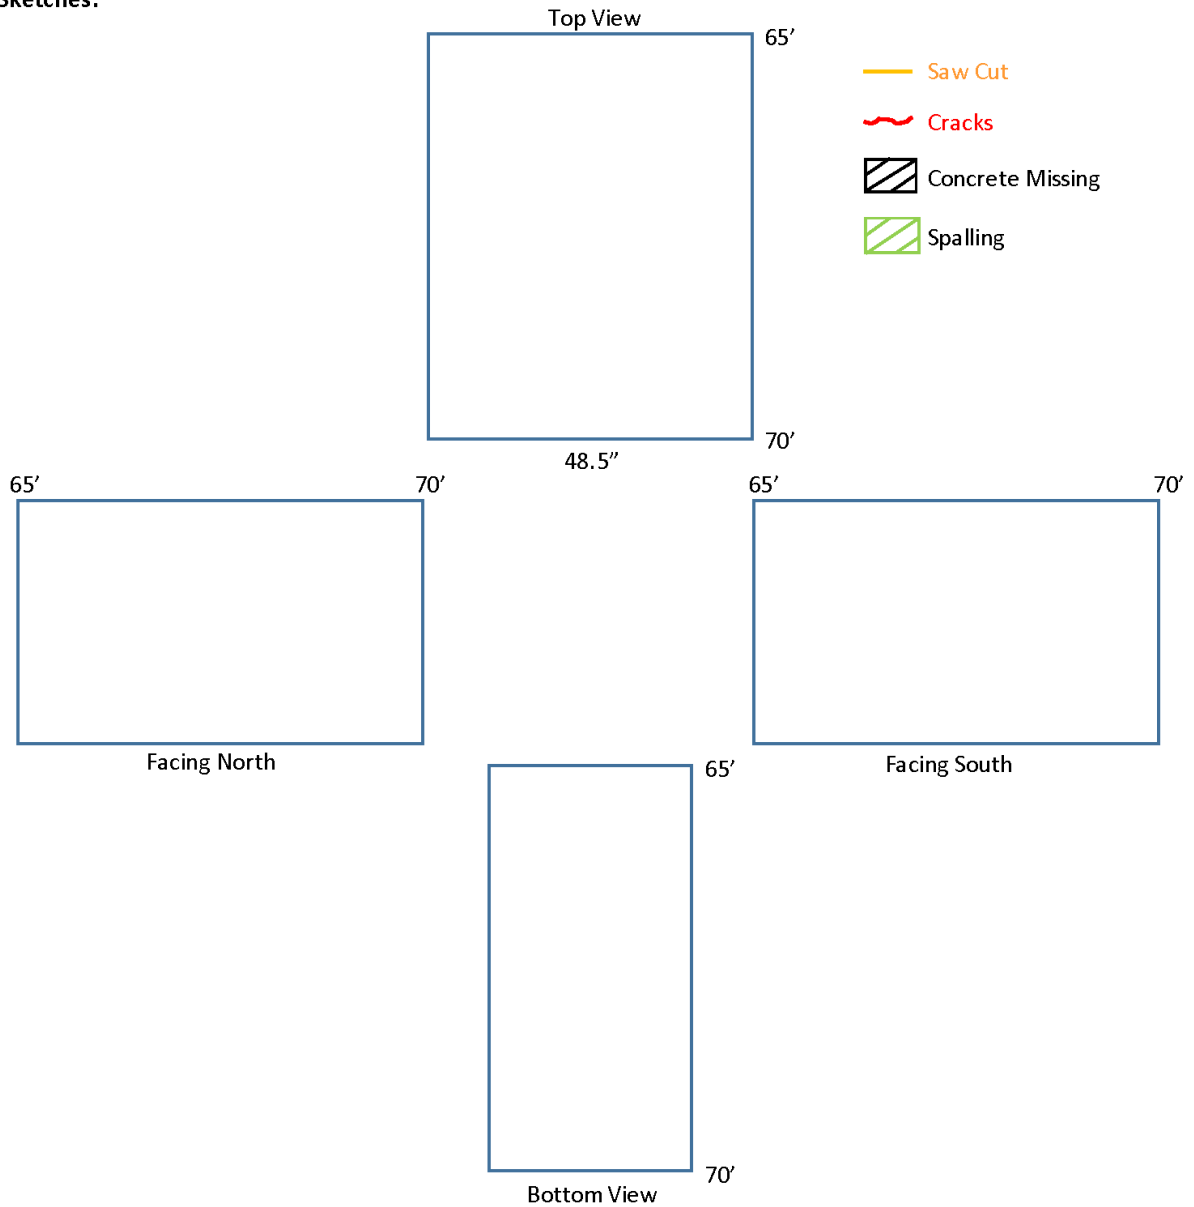 Sketches:
Top View
65’
Saw Cut
Cracks
Concrete Missing
Spalling
70’
48.5”
65’
70’
65’
70’
Facing North
Facing South
65’
70’
Bottom View